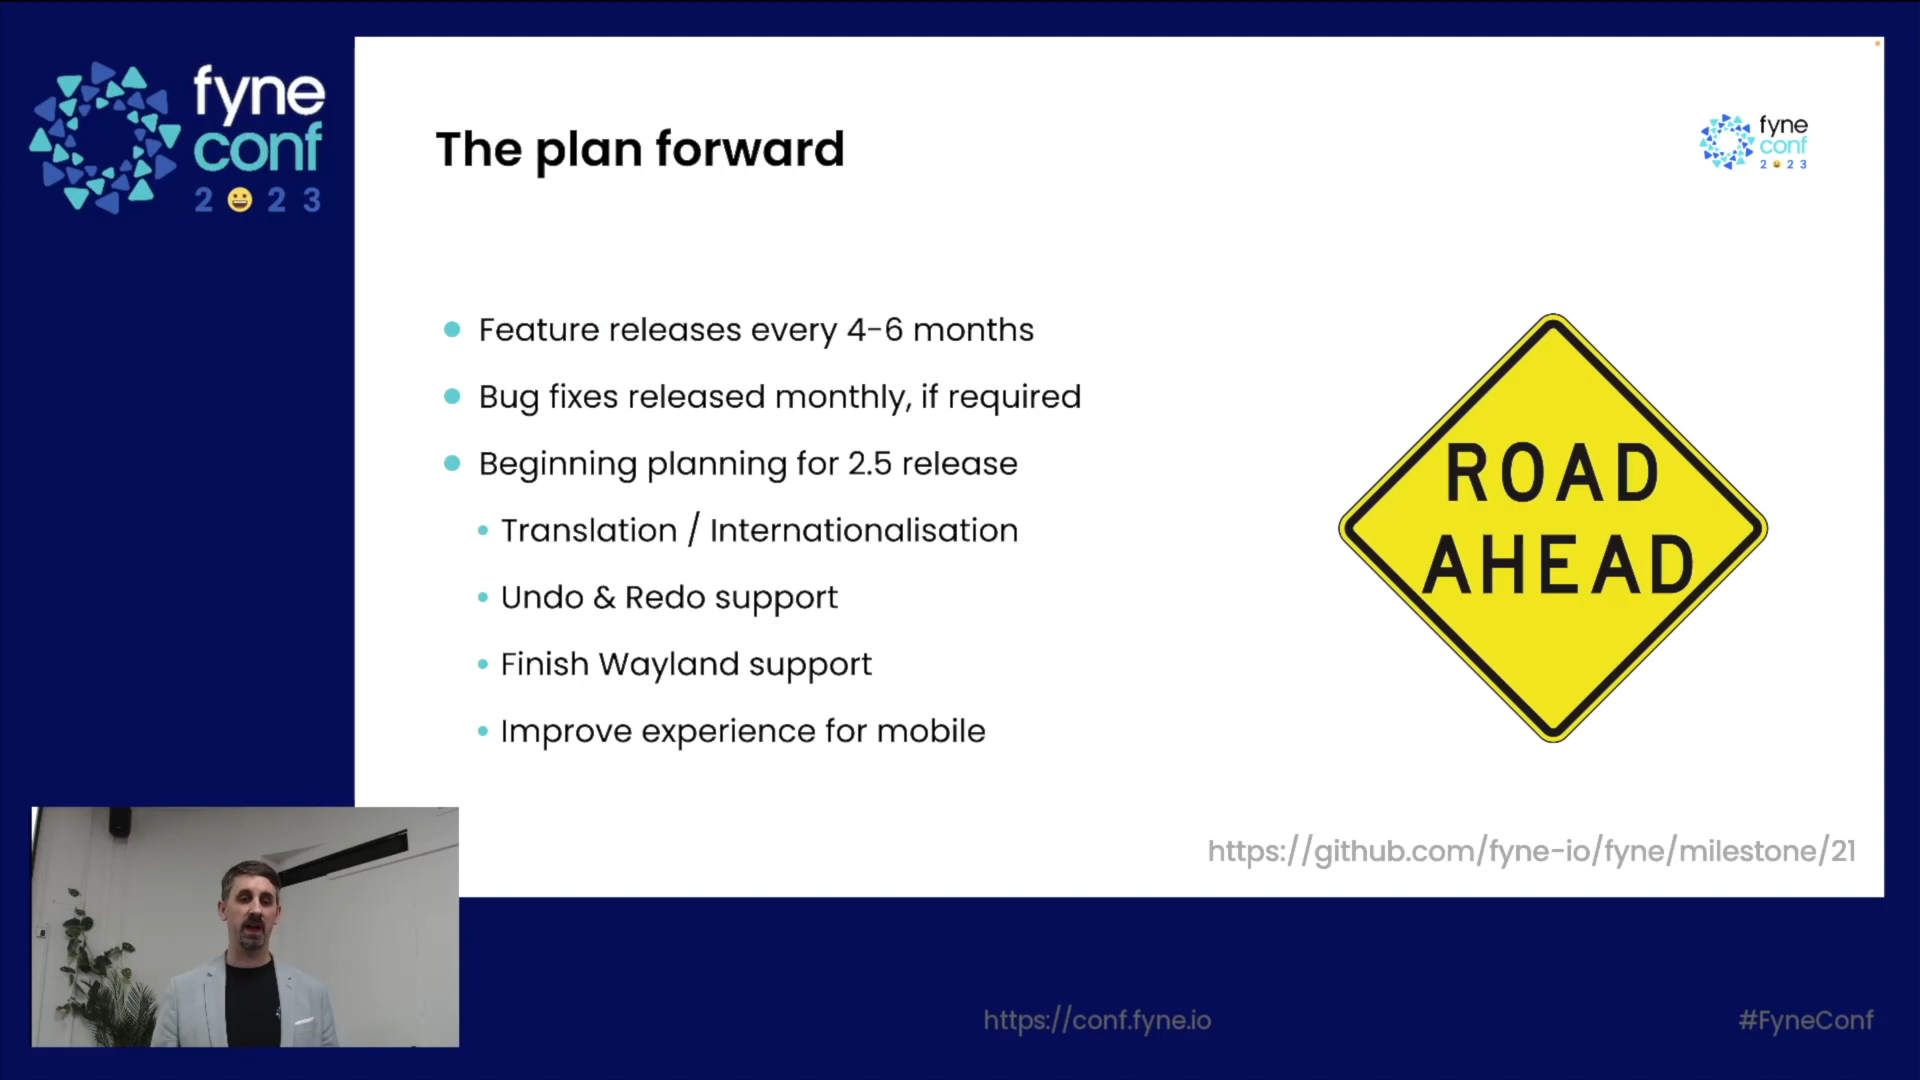 fyne
conf
2 😀 2 3
The plan forward
fyne
conf
2 😀 2 3
Feature releases every 4-6 months
Bug fixes released monthly, if required
Beginning planning for 2.5 release
Translation / Internationalisation
Undo & Redo support
Finish Wayland support
Improve experience for mobile
ROAD
AHEAD
https://github.com/fyne-io/fyne/milestone/21
https://conf.fyne.io
#FyneConf